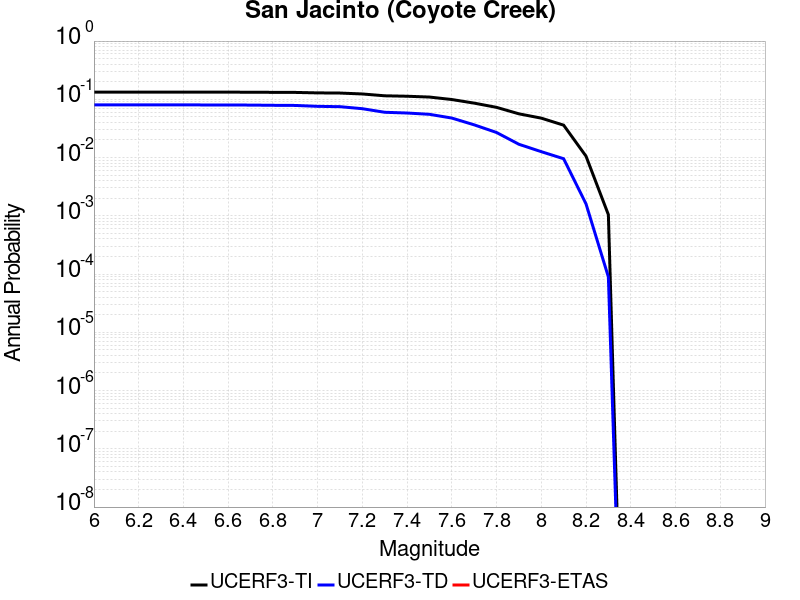 San Jacinto (Coyote Creek)
10^0
10^-1
10^-2
10^-3
10^-4
10^-5
10^-6
10^-7
10^-8
Annual Probability
6 6.2 6.4 6.6 6.8 7 7.2 7.4 7.6 7.8 8 8.2 8.4 8.6 8.8 9
Magnitude
UCERF3-TI UCERF3-TD UCERF3-ETAS